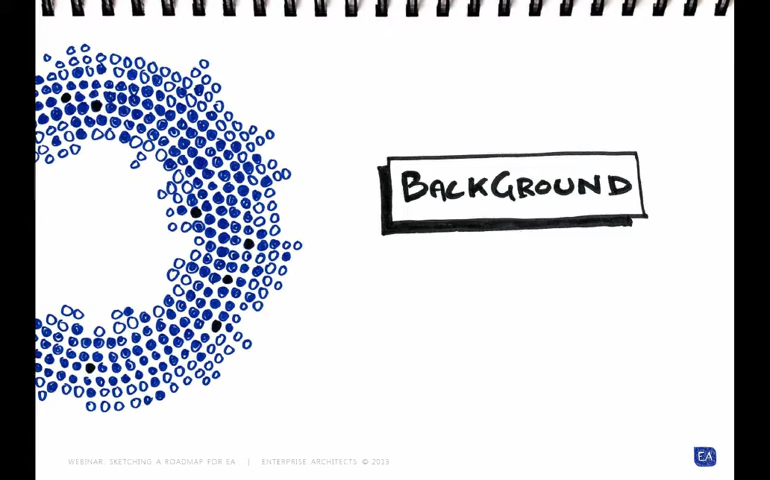 BACKGROUND
WEBINAR: SKETCHING A ROADMAP FOR EA | ENTERPRISE ARCHITECTS © 2013
EA